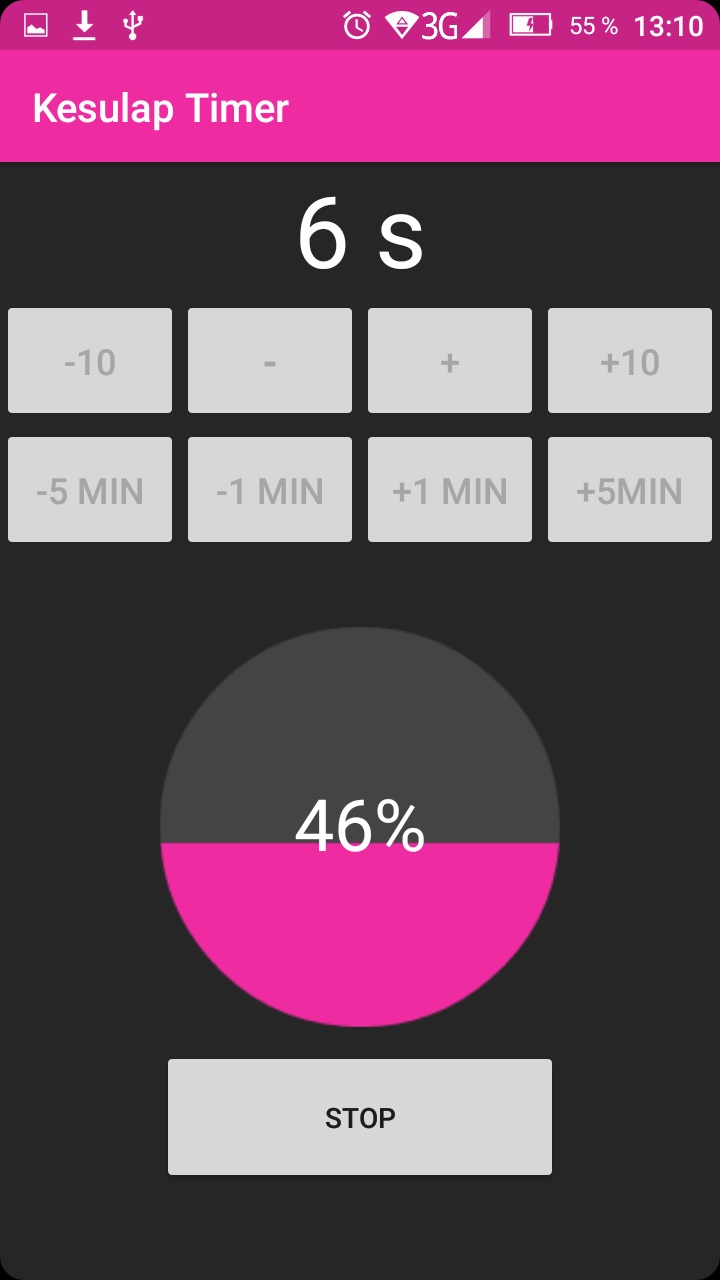 3G 55 % 13:10
Kesulap Timer
6 s
-10 - + +10
-5 MIN -1 MIN +1 MIN +5MIN
46%
STOP